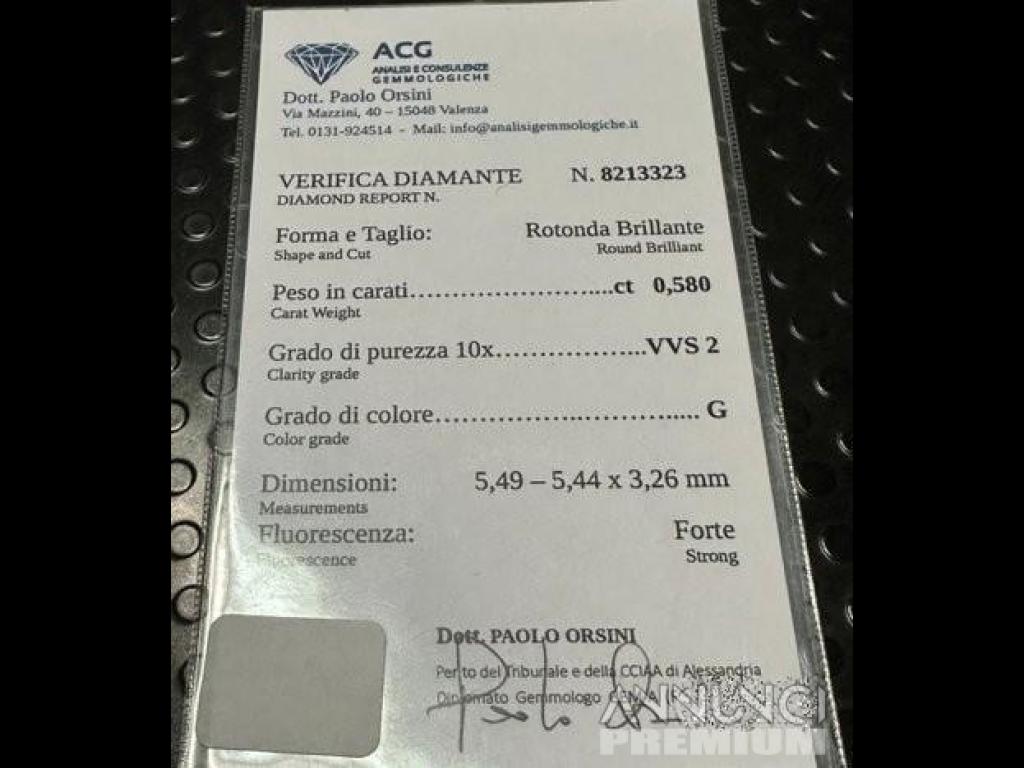 ACG
ANALISI E CONSULENZE
GEMMOLOGICHE
Dott. Paolo Orsini
Via Mazzini, 40 – 15048 Valenza
Tel. 0131-924514 - Mail: info@analisigemmologiche.it
VERIFICA DIAMANTE N. 8213323
DIAMOND REPORT N.
Forma e Taglio: Rotonda Brillante
Shape and Cut Round Brilliant
Peso in carati..............................ct 0,580
Carat Weight
Grado di purezza 10x.....................VVS 2
Clarity grade
Grado di colore.................................. G
Color grade
Dimensioni: 5,49 – 5,44 x 3,26 mm
Measurements
Fluorescenza: Forte
Fluorescence Strong
Dott. PAOLO ORSINI
Perito del Tribunale e della CCIAA di Alessandria
Diplomato Gemmologo
ANNUNCI
PREMIUM